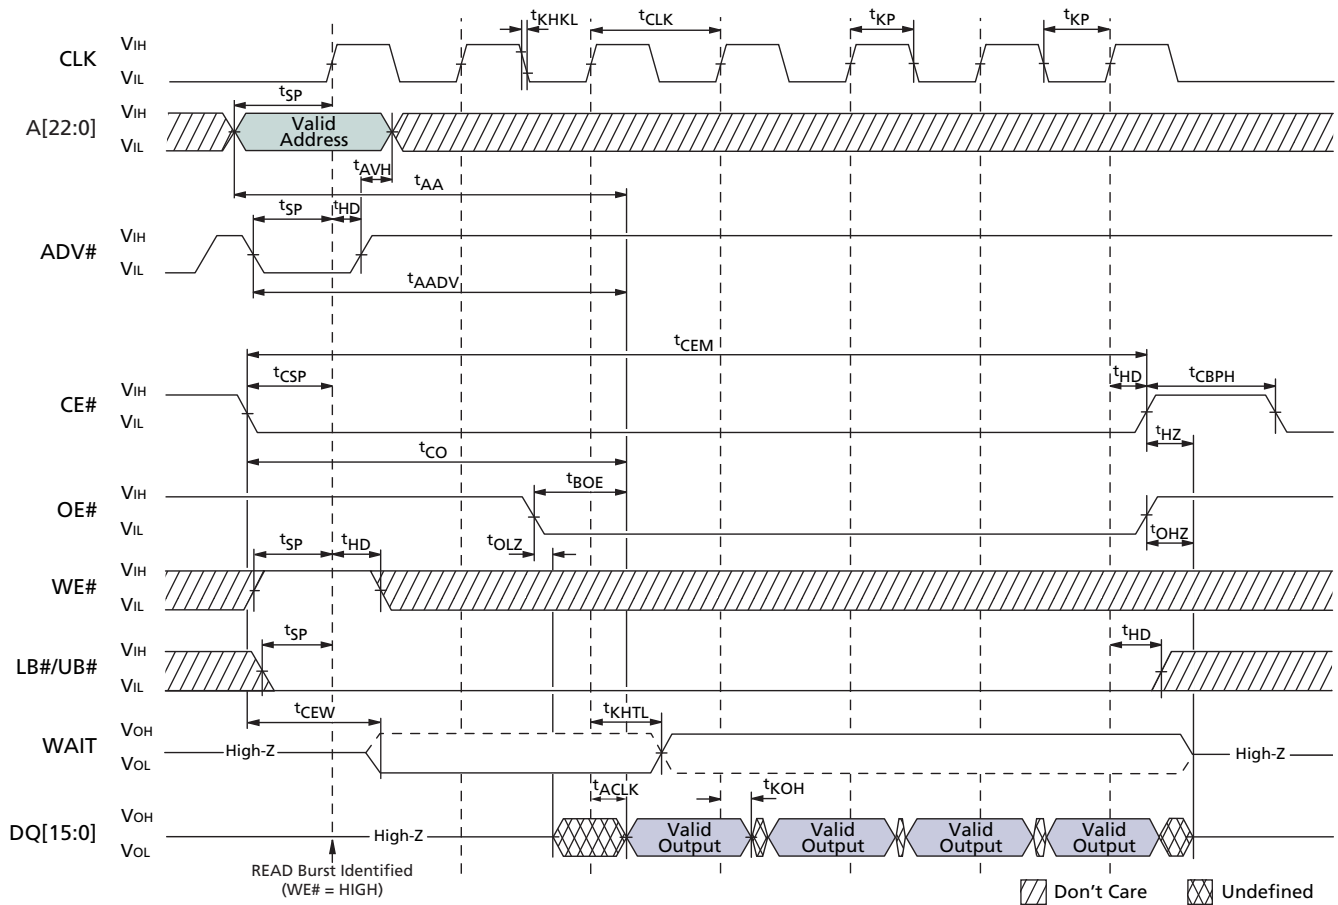 tKHKL
tCLK
tKP
tKP
CLK
VIH
VIL
tSP
A[22:0]
VIH
VIL
Valid
Address
tAVH
tAA
tSP
tHD
ADV#
VIH
VIL
tAADV
tCEM
tCSP
tHD
tCBPH
CE#
VIH
VIL
tHZ
tCO
tBOE
OE#
VIH
VIL
tOLZ
tOHZ
tSP
tHD
WE#
VIH
VIL
tSP
tHD
LB#/UB#
VIH
VIL
tCEW
tKHTL
WAIT
VOH
VOL
High-Z
High-Z
tACLK
tKOH
DQ[15:0]
VOH
VOL
High-Z
Valid
Output
Valid
Output
Valid
Output
Valid
Output
READ Burst Identified
(WE# = HIGH)
Don't Care
Undefined